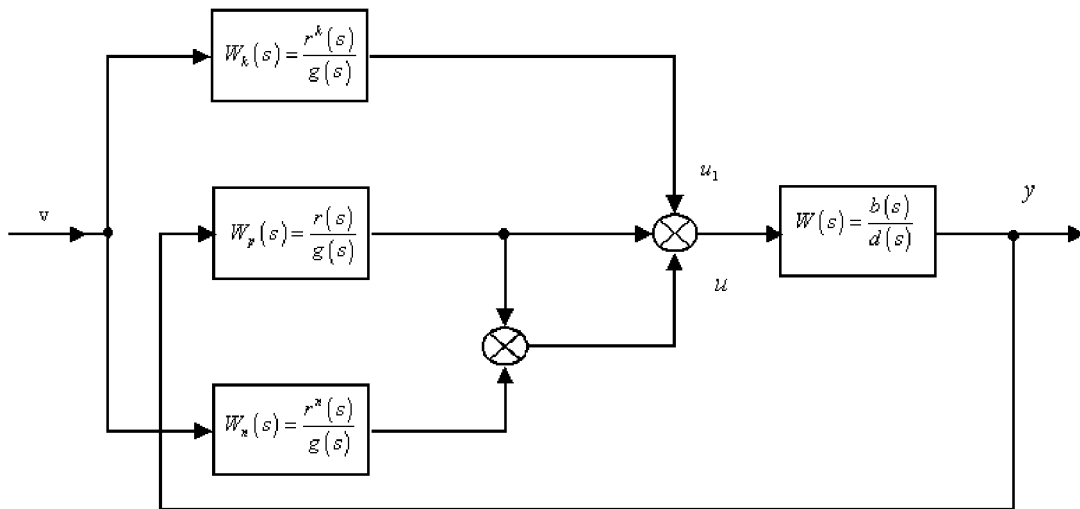 W_k(s) = r^k(s)/g(s)
u_1
y
v
W_p(s) = r(s)/g(s)
W(s) = b(s)/d(s)
u
W_n(s) = r^n(s)/g(s)